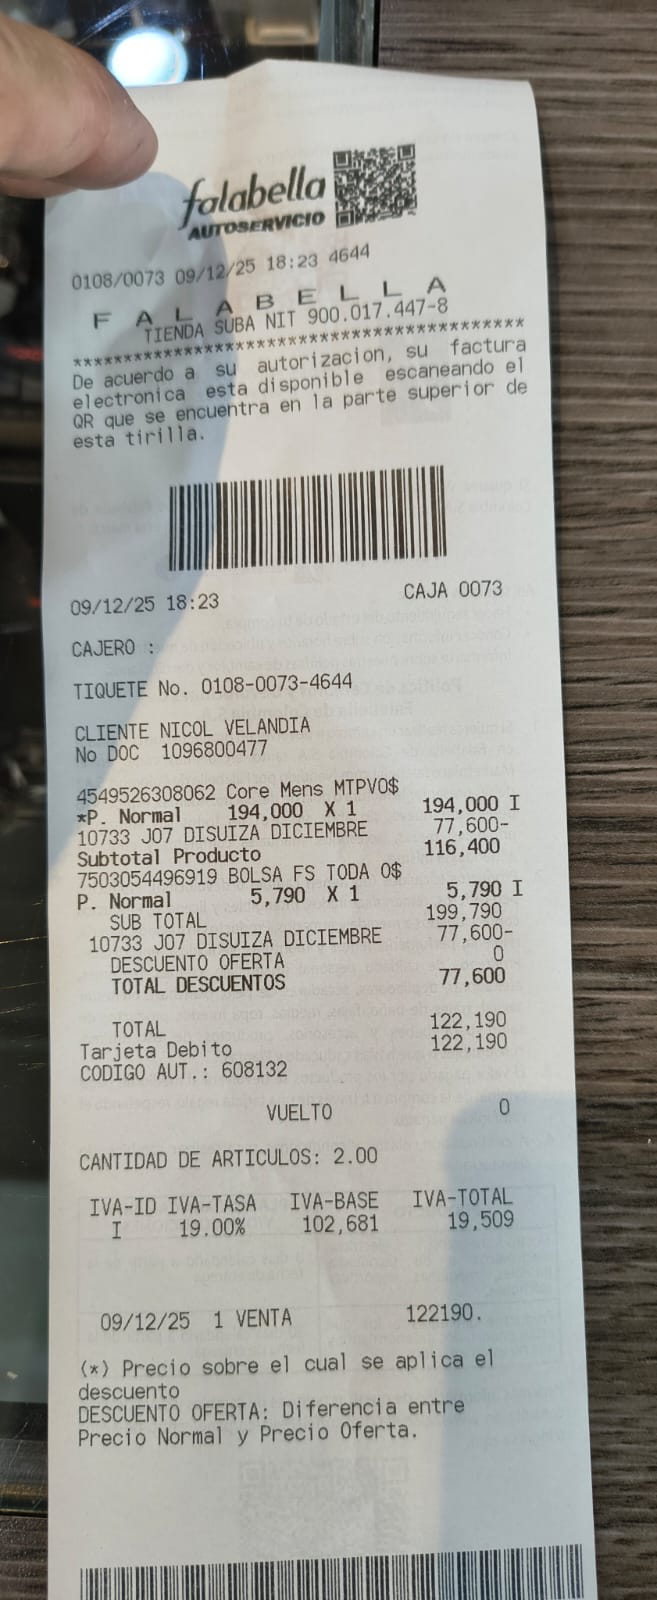 falabella
AUTOSERVICIO
0108/0073 09/12/25 18:23 4644
F A L A B E L L A
TIENDA SUBA NIT 900.017.447-8
******************************************
De acuerdo a su autorizacion, su factura
electronica esta disponible escaneando el
QR que se encuentra en la parte superior de
esta tirilla.
09/12/25 18:23 CAJA 0073
CAJERO :
TIQUETE No. 0108-0073-4644
CLIENTE NICOL VELANDIA
No DOC 1096800477
4549526308062 Core Mens MTPVO$
*P. Normal 194,000 X 1 194,000 I
10733 J07 DISUIZA DICIEMBRE 77,600-
Subtotal Producto 116,400
7503054496919 BOLSA FS TODA O$
P. Normal 5,790 X 1 5,790 I
SUB TOTAL 199,790
10733 J07 DISUIZA DICIEMBRE 77,600-
DESCUENTO OFERTA 0
TOTAL DESCUENTOS 77,600
TOTAL 122,190
Tarjeta Debito 122,190
CODIGO AUT.: 608132
VUELTO 0
CANTIDAD DE ARTICULOS: 2.00
IVA-ID IVA-TASA IVA-BASE IVA-TOTAL
I 19.00% 102,681 19,509
09/12/25 1 VENTA 122190.
(*) Precio sobre el cual se aplica el
descuento
DESCUENTO OFERTA: Diferencia entre
Precio Normal y Precio Oferta.